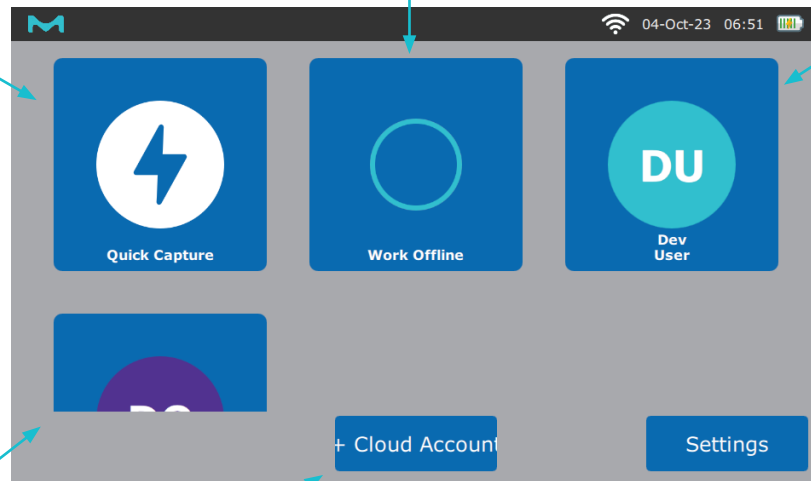 04-Oct-23 06:51
DU
Quick Capture
Work Offline
Dev
User
+ Cloud Account
Settings